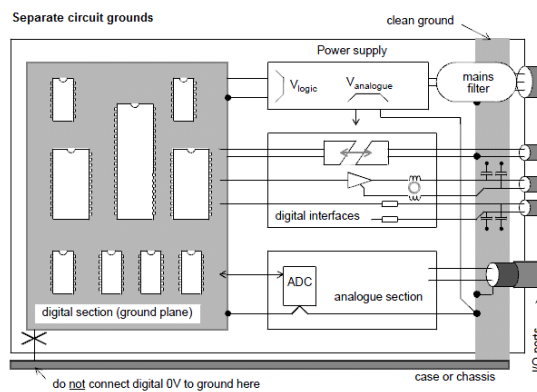 Separate circuit grounds
clean ground
Power supply
Vlogic
Vanalogue
mains
filter
digital interfaces
ADC
analogue section
digital section (ground plane)
I/O ports
case or chassis
do not connect digital 0V to ground here